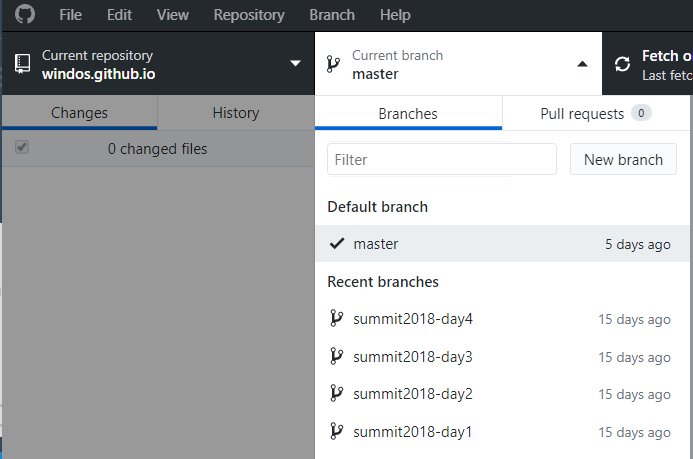 File Edit View Repository Branch Help
Current repository
windos.github.io
Current branch
master
Fetch o
Last fetc
Changes History
Branches Pull requests 0
0 changed files
Filter New branch
Default branch
master 5 days ago
Recent branches
summit2018-day4 15 days ago
summit2018-day3 15 days ago
summit2018-day2 15 days ago
summit2018-day1 15 days ago